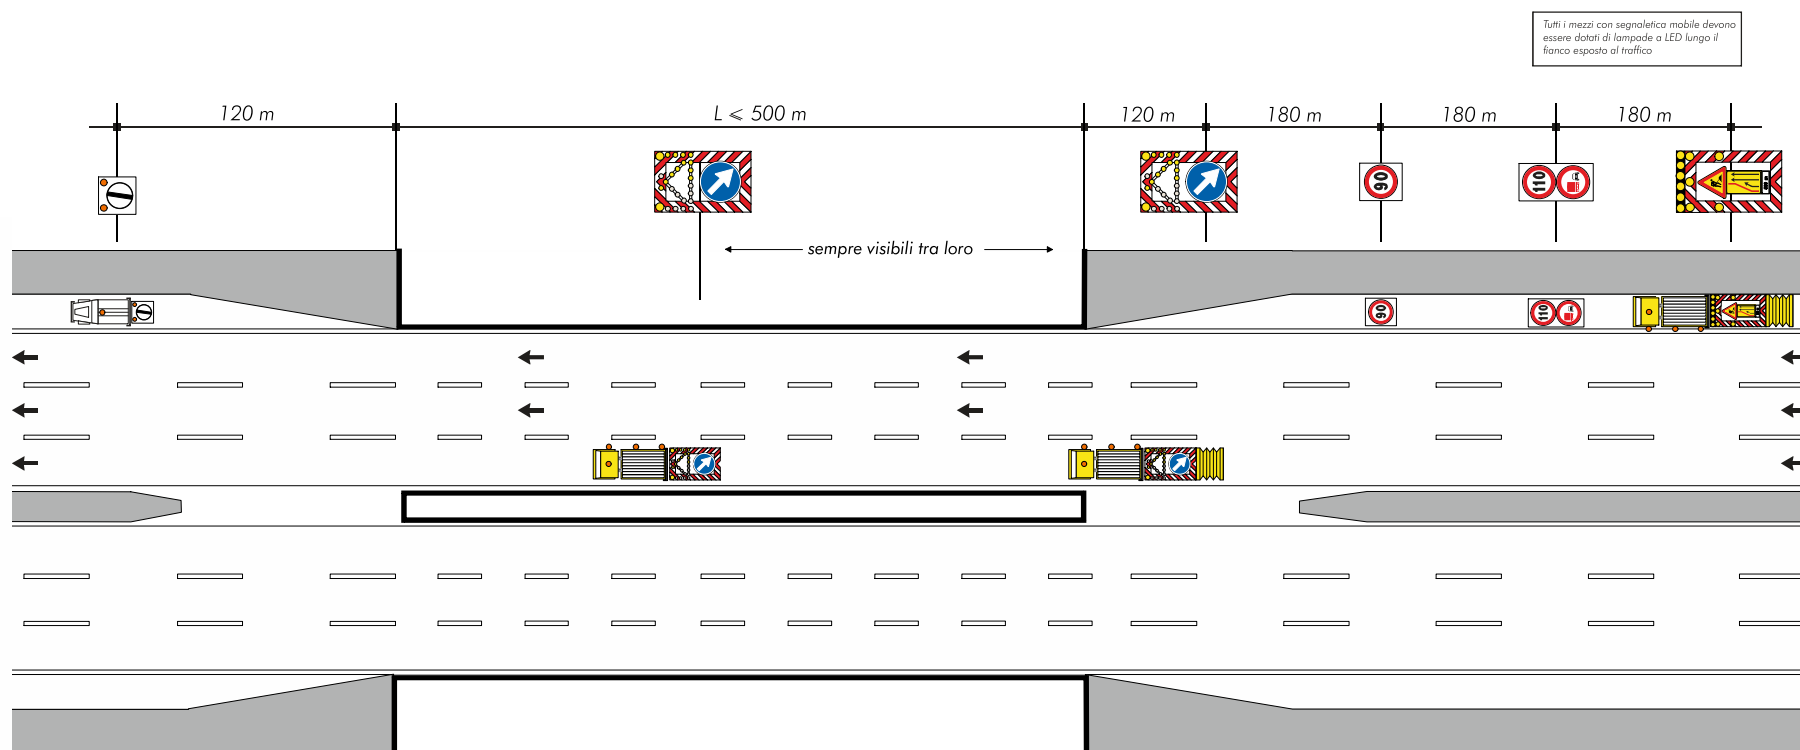 Tutti i mezzi con segnaletica mobile devono
essere dotati di lampade a LED lungo il
fianco esposto al traffico
120 m
L ⩽ 500 m
120 m
180 m
180 m
180 m
90
110
sempre visibili tra loro
90
110